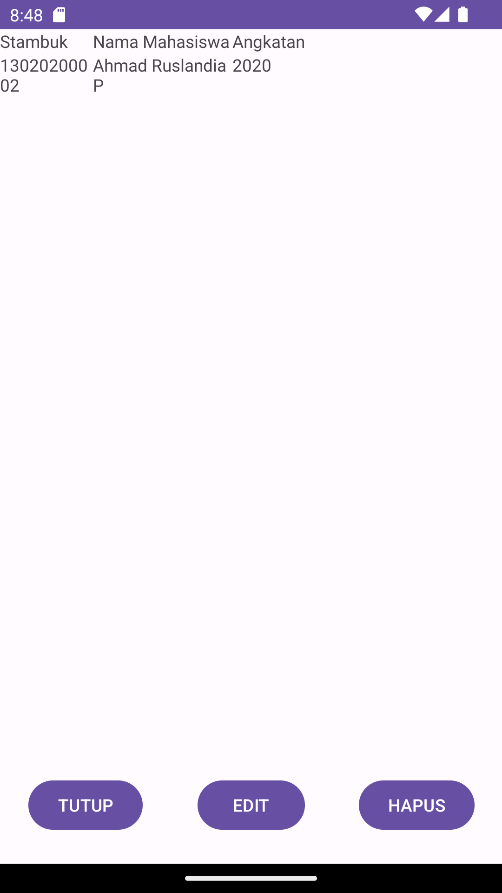 8:48
Stambuk Nama Mahasiswa Angkatan
130202000 Ahmad Ruslandia 2020
02 P
TUTUP EDIT HAPUS